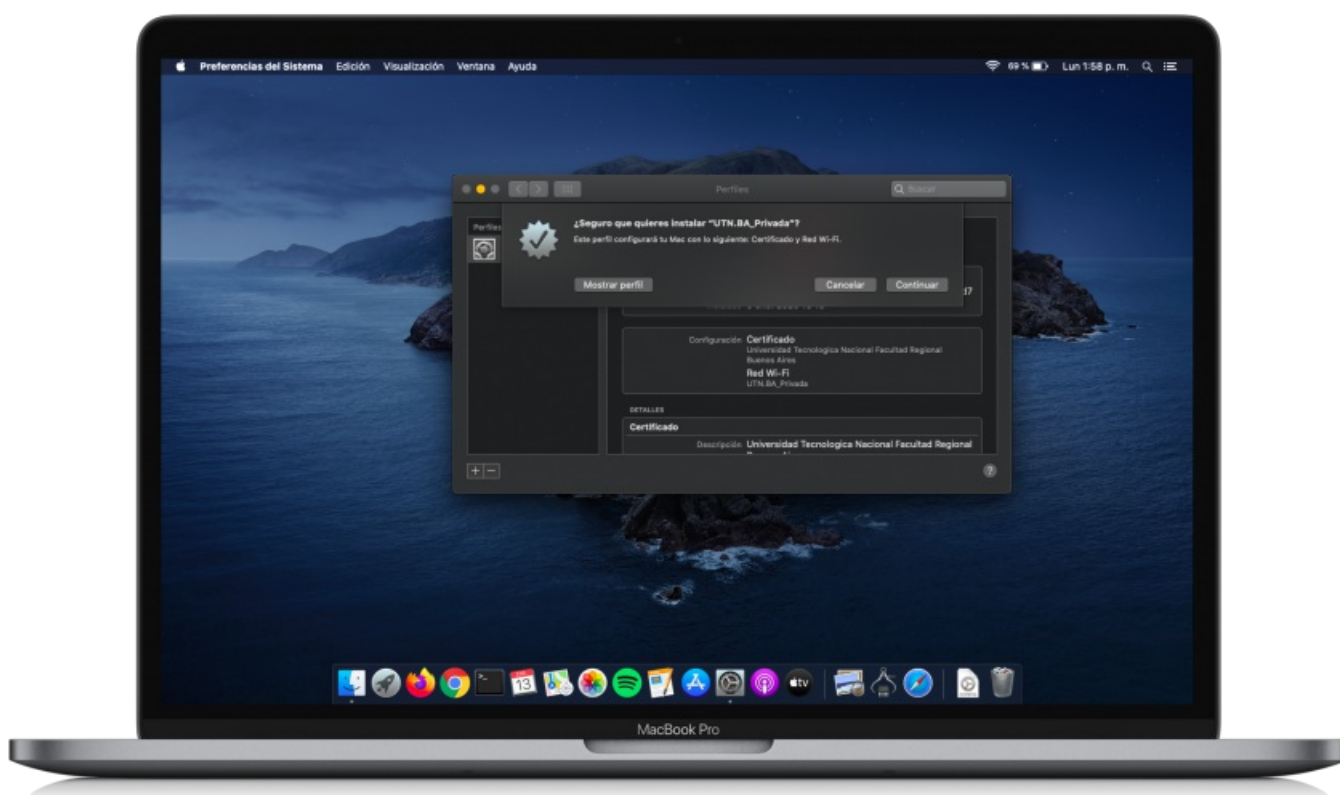 Preferencias del Sistema Edición Visualización Ventana Ayuda 69 % Lun 1:58 p. m.
Perfiles
Buscar
Perfiles
¿Seguro que quieres instalar "UTN.BA_Privada"?
Este perfil configurará tu Mac con lo siguiente: Certificado y Red Wi-Fi.
Mostrar perfil Cancelar Continuar
Configuración Certificado
Universidad Tecnologica Nacional Facultad Regional
Buenos Aires
Red Wi-Fi
UTN.BA_Privada
DETALLES
Certificado
Descripción Universidad Tecnologica Nacional Facultad Regional
13
tv
MacBook Pro